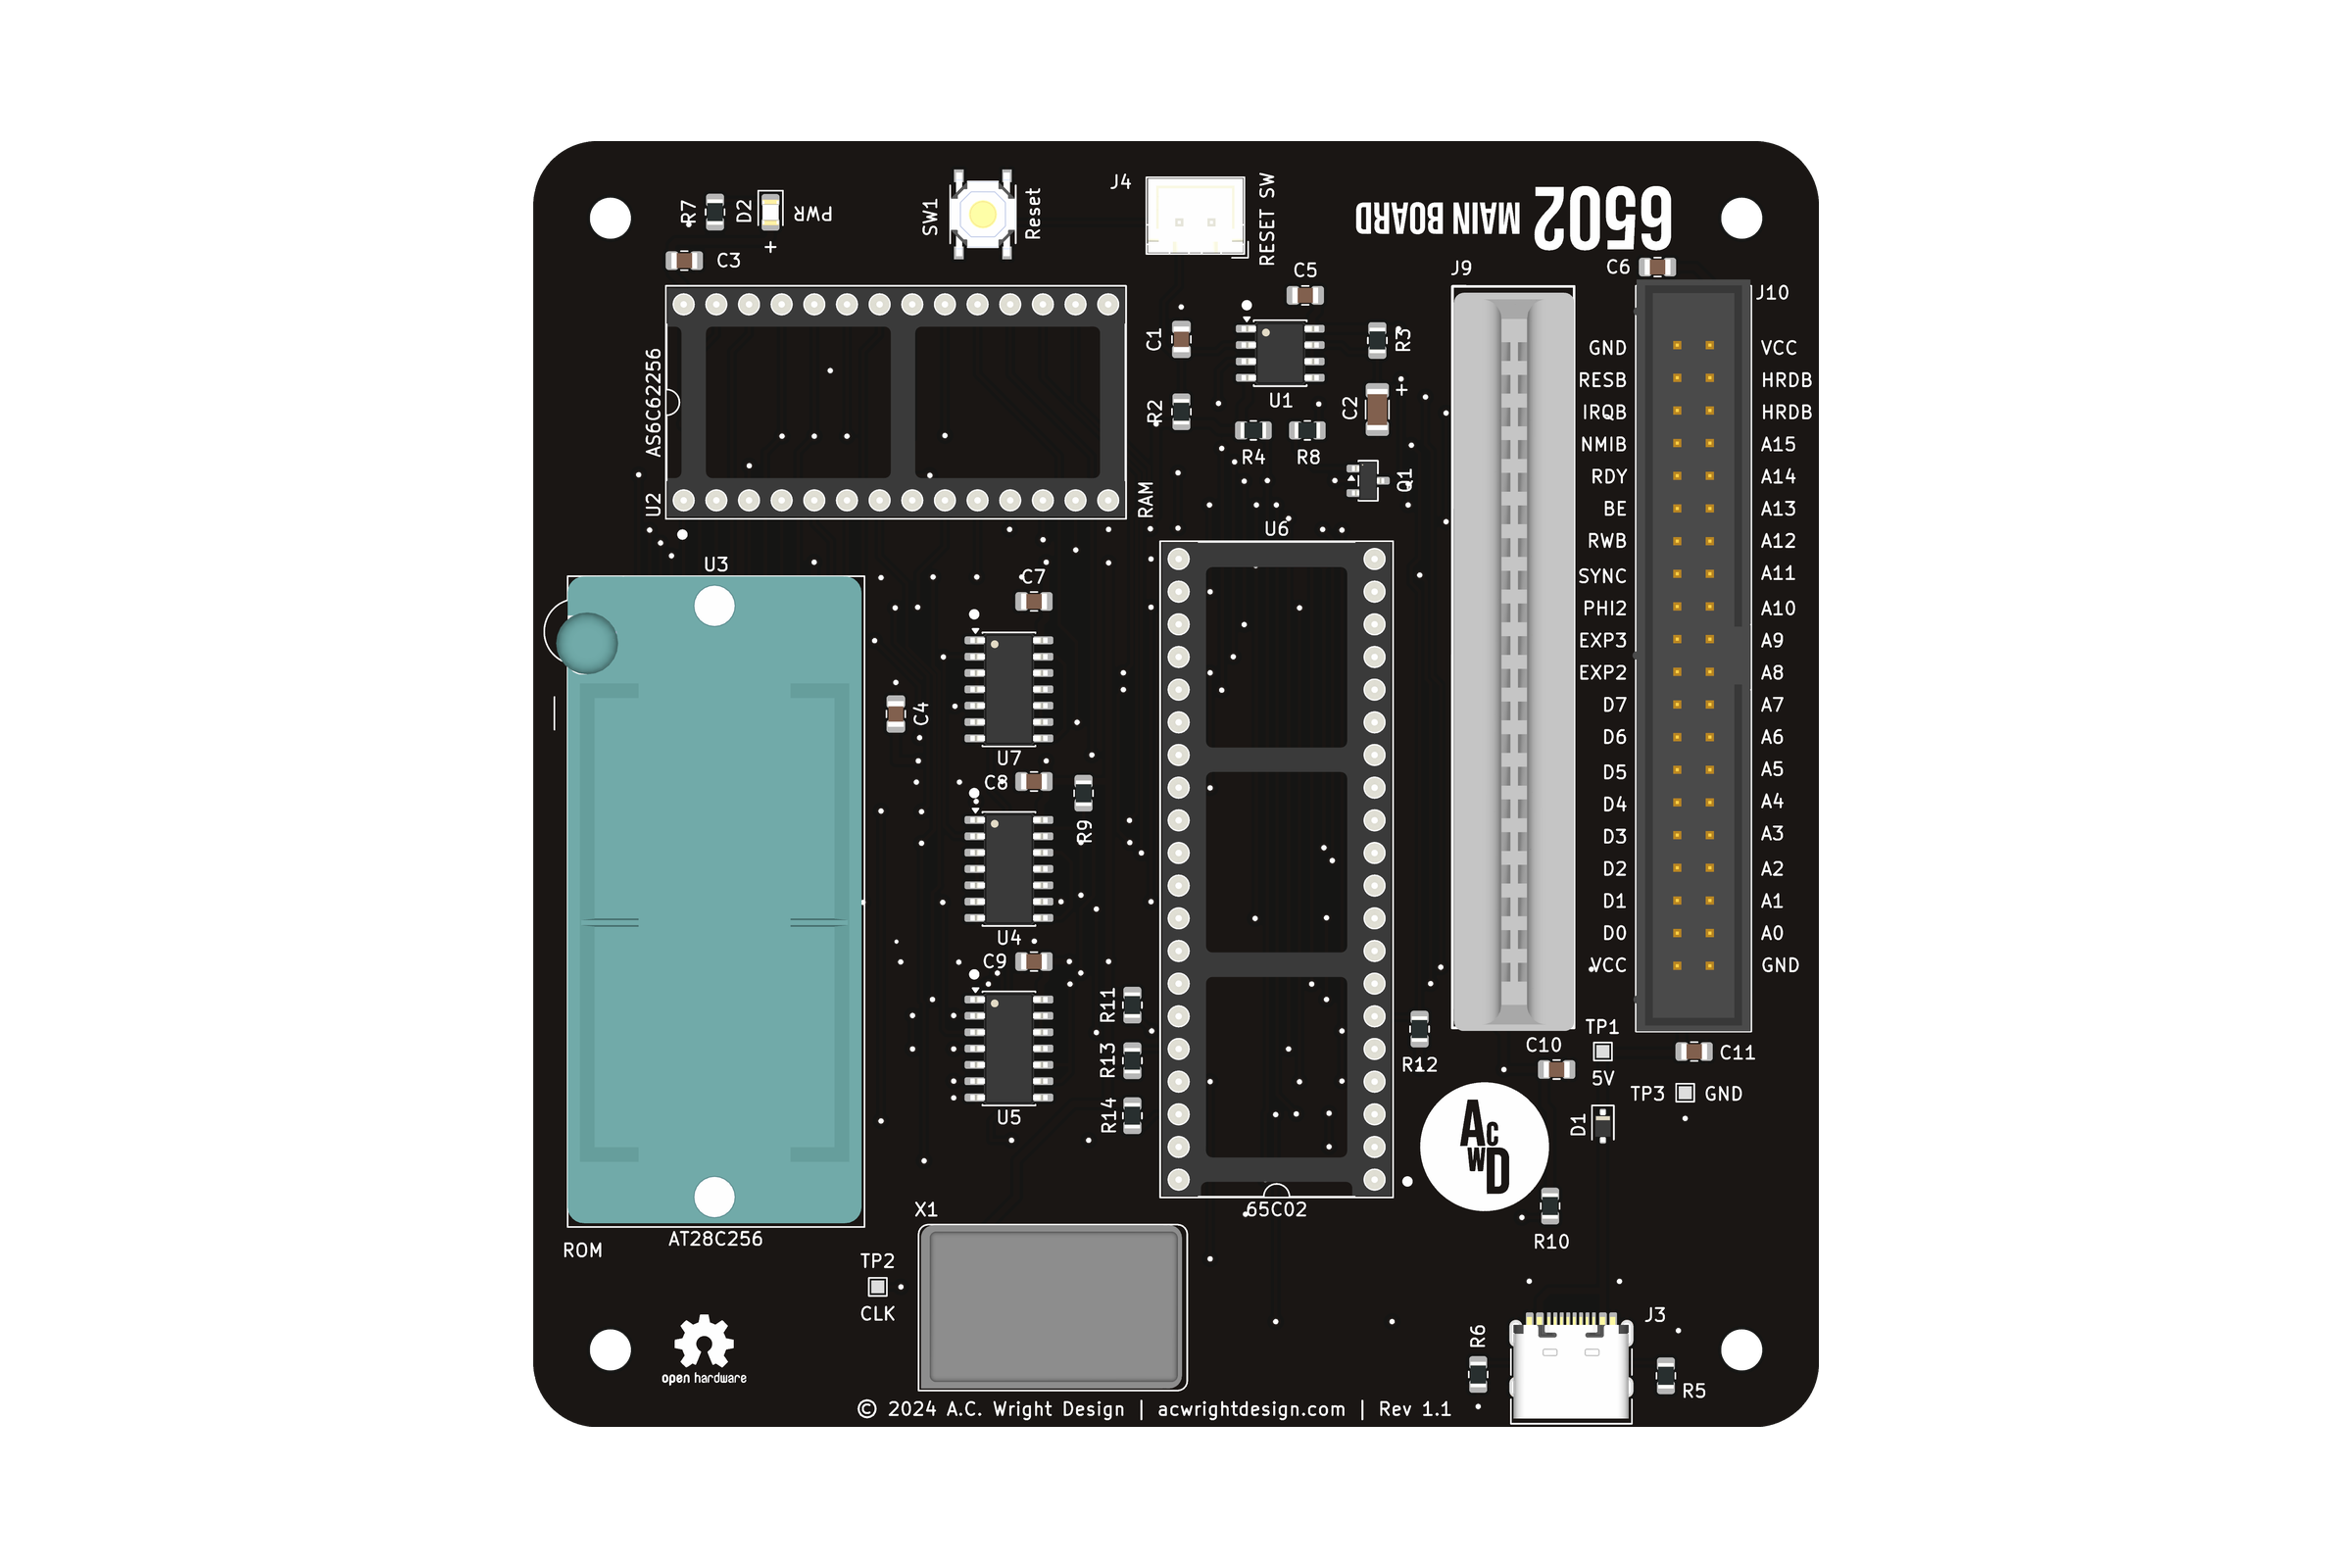 J4
RESET SW
6502
MAIN BOARD
R7
D2
PWR
+
SW1
Reset
C3
C5
J9
C6
J10
AS6C62256
C1
R3
U1
C2
+
R2
R4
R8
Q1
U2
RAM
U6
U3
C7
C4
U7
C8
R9
U4
C9
R11
R13
R14
U5
GND VCC
RESB HRDB
IRQB HRDB
NMIB A15
RDY A14
BE A13
RWB A12
SYNC A11
PHI2 A10
EXP3 A9
EXP2 A8
D7 A7
D6 A6
D5 A5
D4 A4
D3 A3
D2 A2
D1 A1
D0 A0
VCC GND
TP1
5V
C10
C11
R12
TP3 GND
D1
ACWD
X1
65C02
AT28C256
ROM
R10
TP2
CLK
J3
R6
R5
open hardware
© 2024 A.C. Wright Design | acwrightdesign.com | Rev 1.1